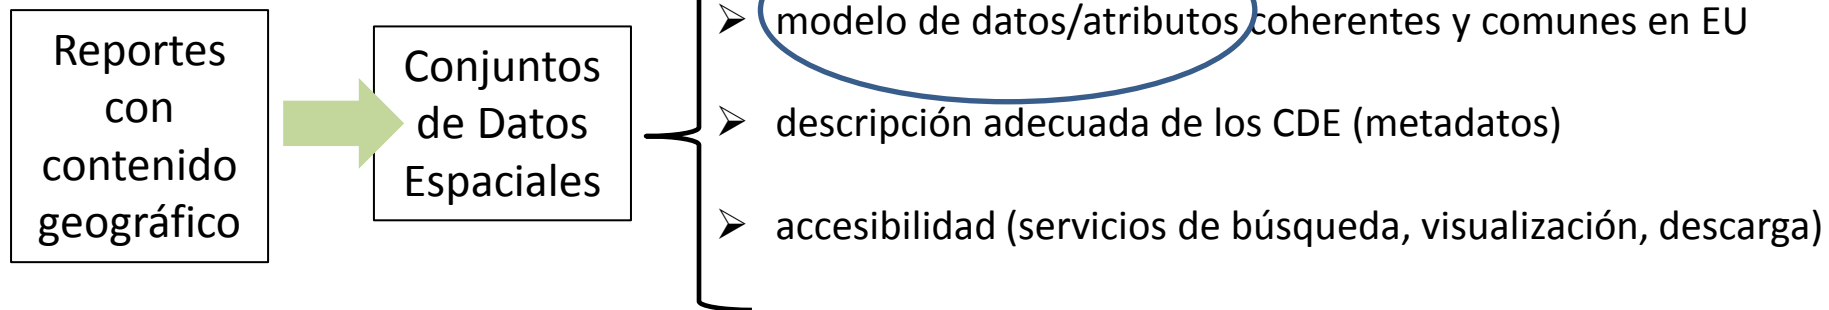 Reportes
con
contenido
geográfico
Conjuntos
de Datos
Espaciales
➢ modelo de datos/atributos coherentes y comunes en EU
➢ descripción adecuada de los CDE (metadatos)
➢ accesibilidad (servicios de búsqueda, visualización, descarga)